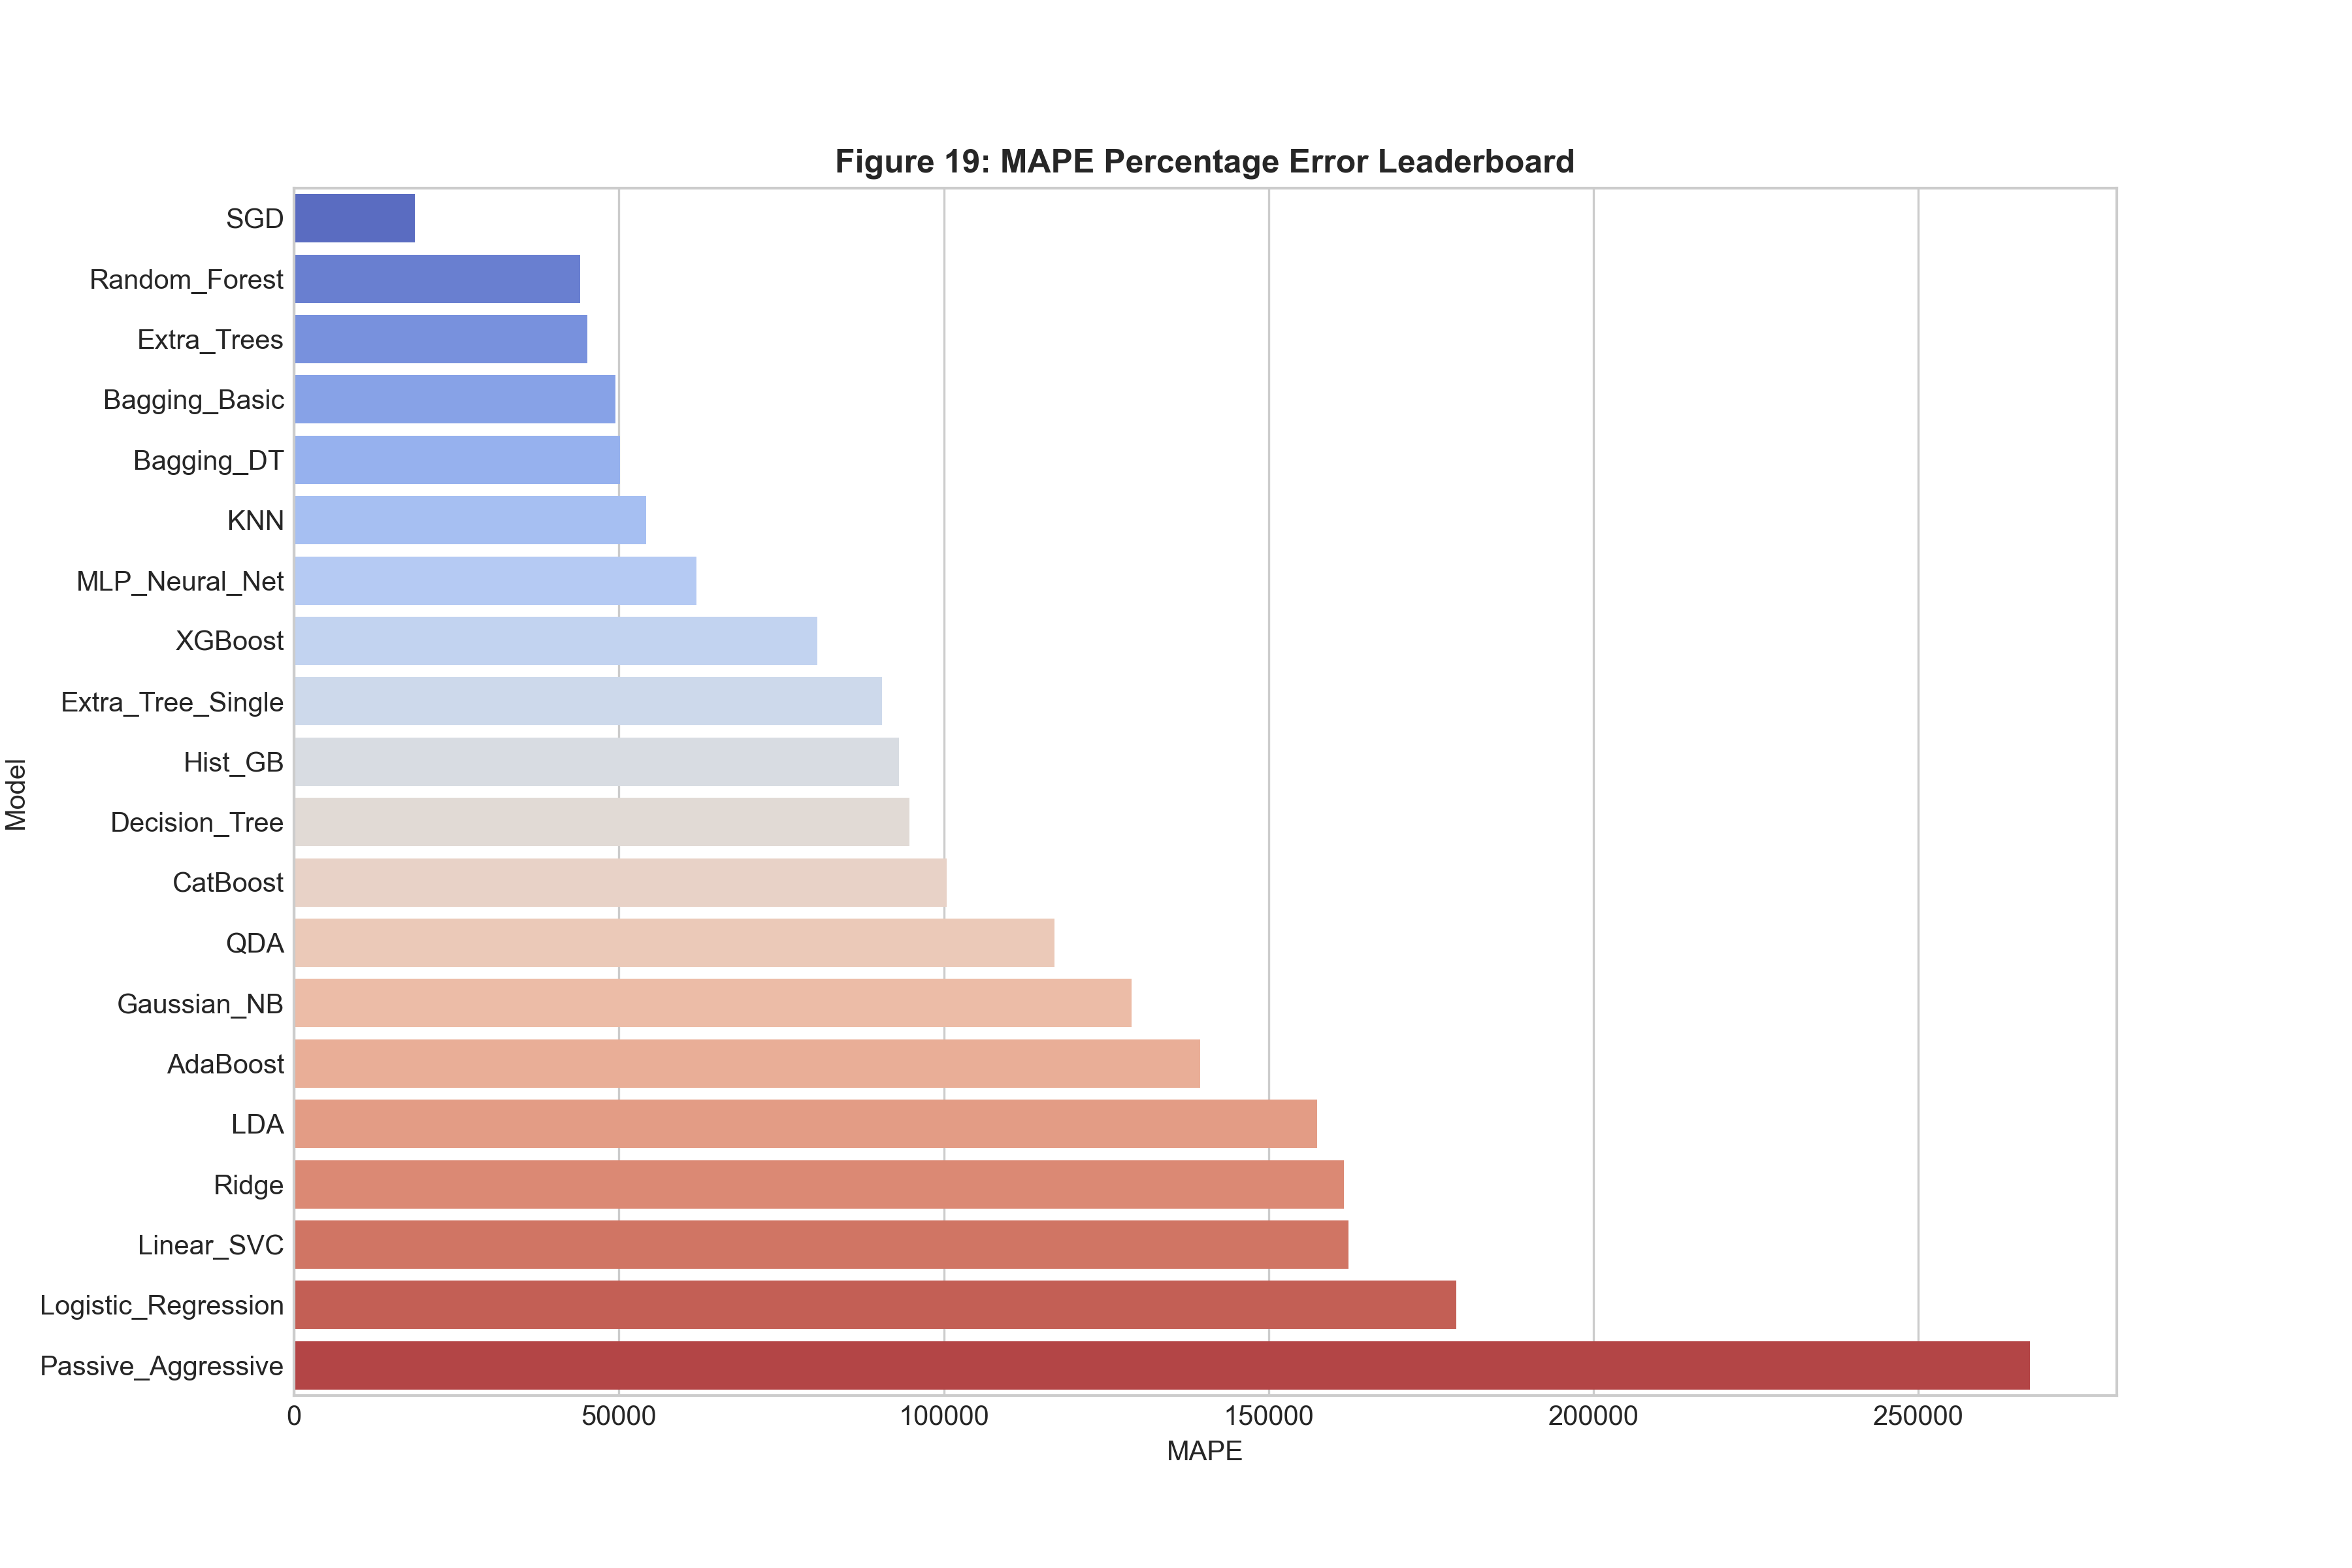 Figure 19: MAPE Percentage Error Leaderboard
SGD
Random_Forest
Extra_Trees
Bagging_Basic
Bagging_DT
KNN
MLP_Neural_Net
XGBoost
Extra_Tree_Single
Hist_GB
Decision_Tree
CatBoost
QDA
Gaussian_NB
AdaBoost
LDA
Ridge
Linear_SVC
Logistic_Regression
Passive_Aggressive
Model
0 50000 100000 150000 200000 250000
MAPE